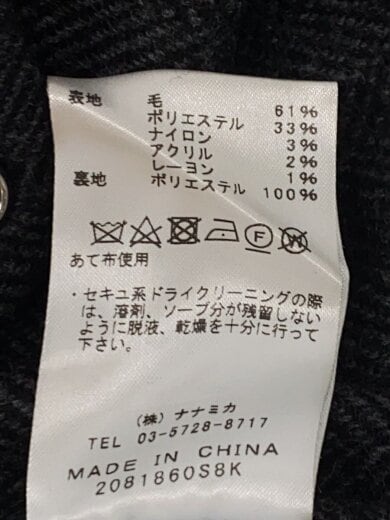 表地 毛 61%
ポリエステル 33%
ナイロン 3%
アクリル 2%
レーヨン 1%
裏地 ポリエステル 100%
F W
あて布使用
・セキユ系ドライクリーニングの際
は、溶剤、ソープ分が残留しない
ように脱液、乾燥を十分に行って
下さい。
(株) ナナミカ
TEL 03-5728-8717
MADE IN CHINA
2081860S8K